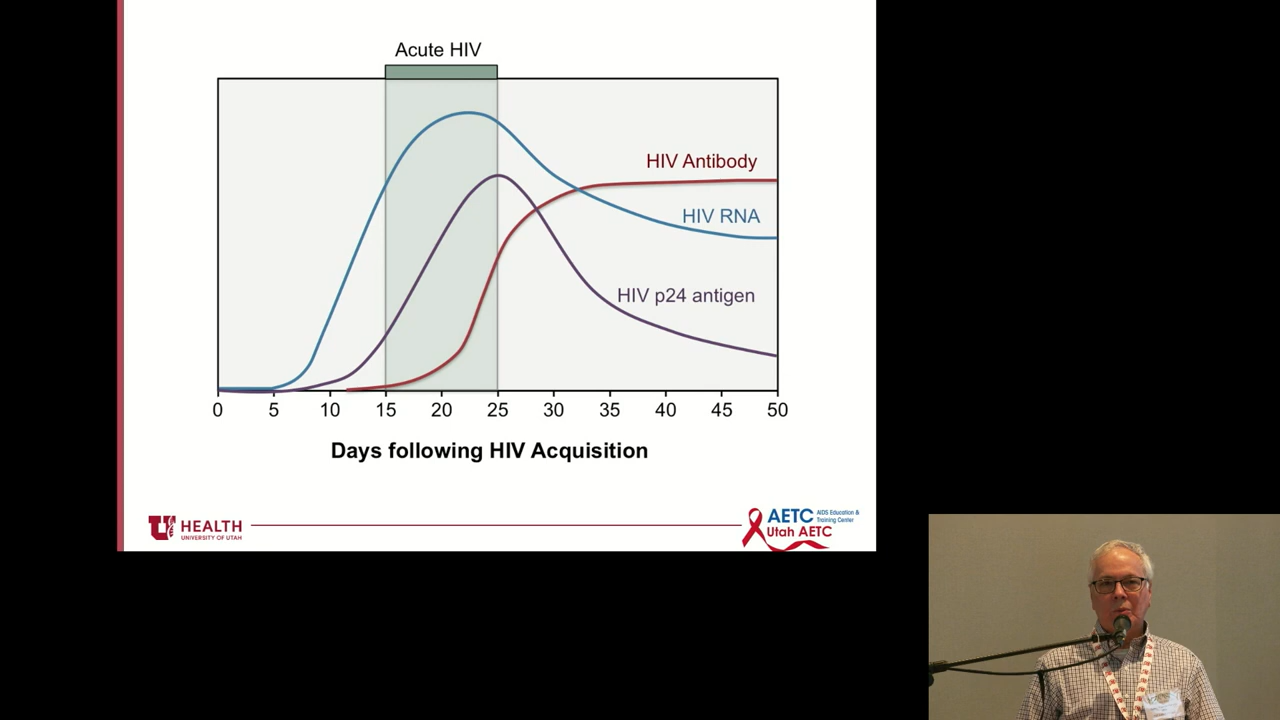 Acute HIV
HIV Antibody
HIV RNA
HIV p24 antigen
0 5 10 15 20 25 30 35 40 45 50
Days following HIV Acquisition
U HEALTH
UNIVERSITY OF UTAH
AETC AIDS Education &
Training Center
Utah AETC